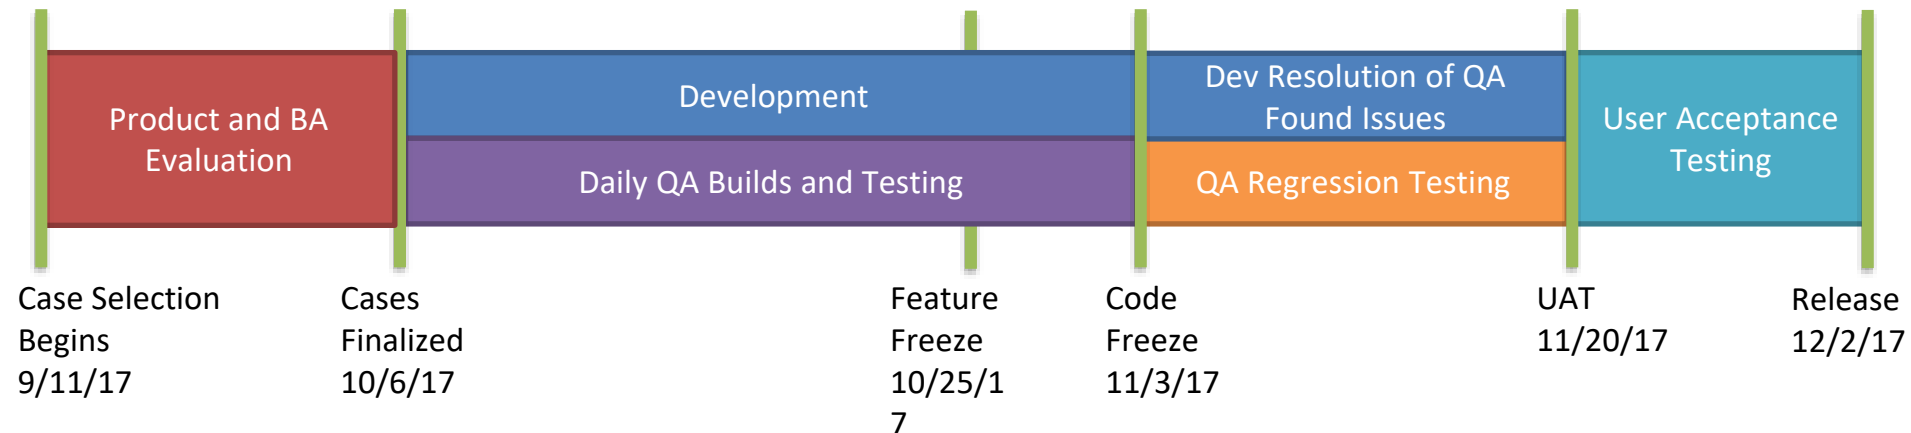 Product and BA
Evaluation
Development
Daily QA Builds and Testing
Dev Resolution of QA
Found Issues
QA Regression Testing
User Acceptance
Testing
Case Selection
Begins
9/11/17
Cases
Finalized
10/6/17
Feature
Freeze
10/25/1
7
Code
Freeze
11/3/17
UAT
11/20/17
Release
12/2/17